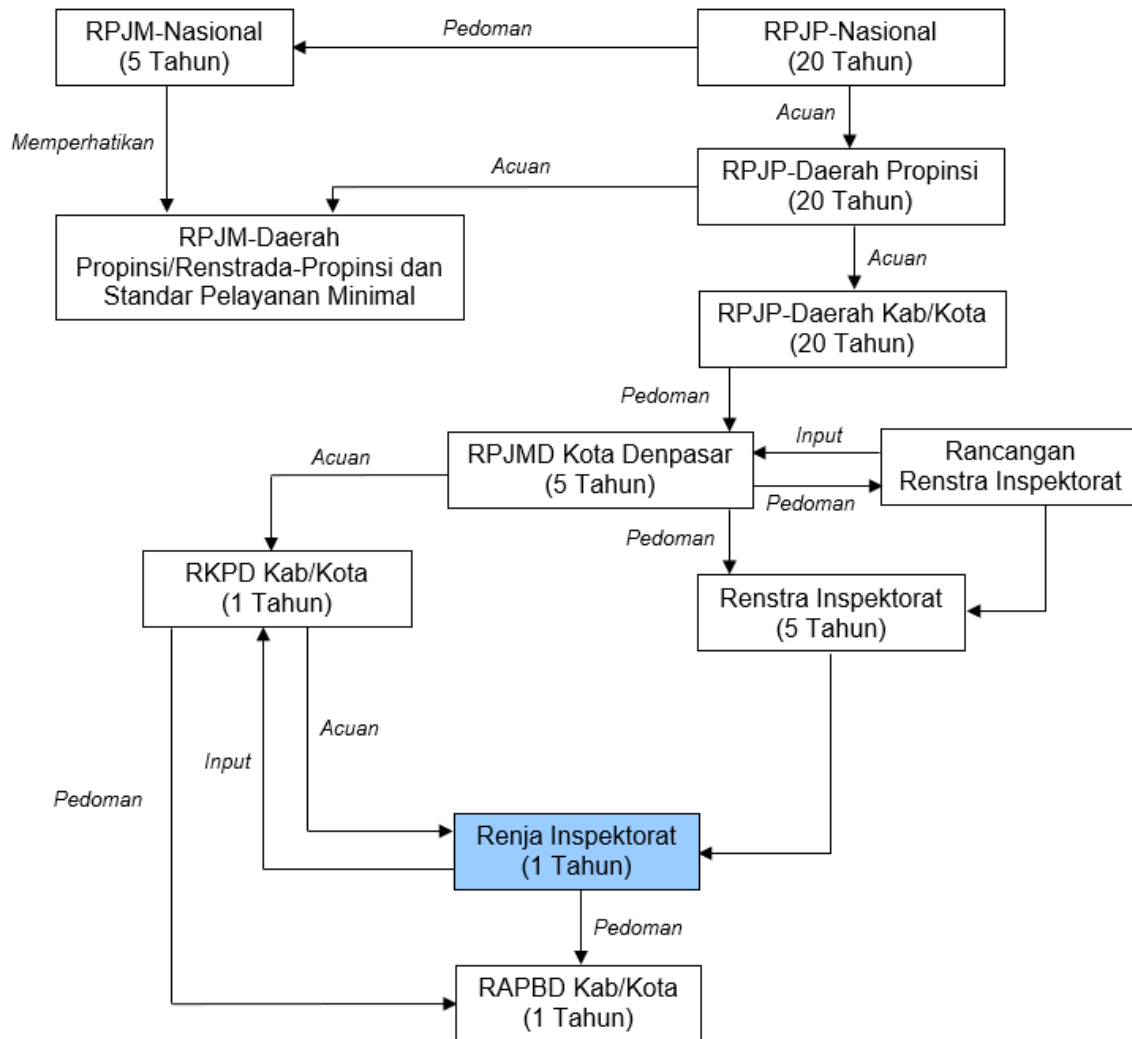 RPJM-Nasional
(5 Tahun)
Pedoman
RPJP-Nasional
(20 Tahun)
Memperhatikan
Acuan
Acuan
RPJP-Daerah Propinsi
(20 Tahun)
RPJM-Daerah
Propinsi/Renstrada-Propinsi dan
Standar Pelayanan Minimal
Acuan
RPJP-Daerah Kab/Kota
(20 Tahun)
Pedoman
Acuan
RPJMD Kota Denpasar
(5 Tahun)
Input
Pedoman
Rancangan
Renstra Inspektorat
Pedoman
RKPD Kab/Kota
(1 Tahun)
Renstra Inspektorat
(5 Tahun)
Pedoman
Input
Acuan
Renja Inspektorat
(1 Tahun)
Pedoman
RAPBD Kab/Kota
(1 Tahun)